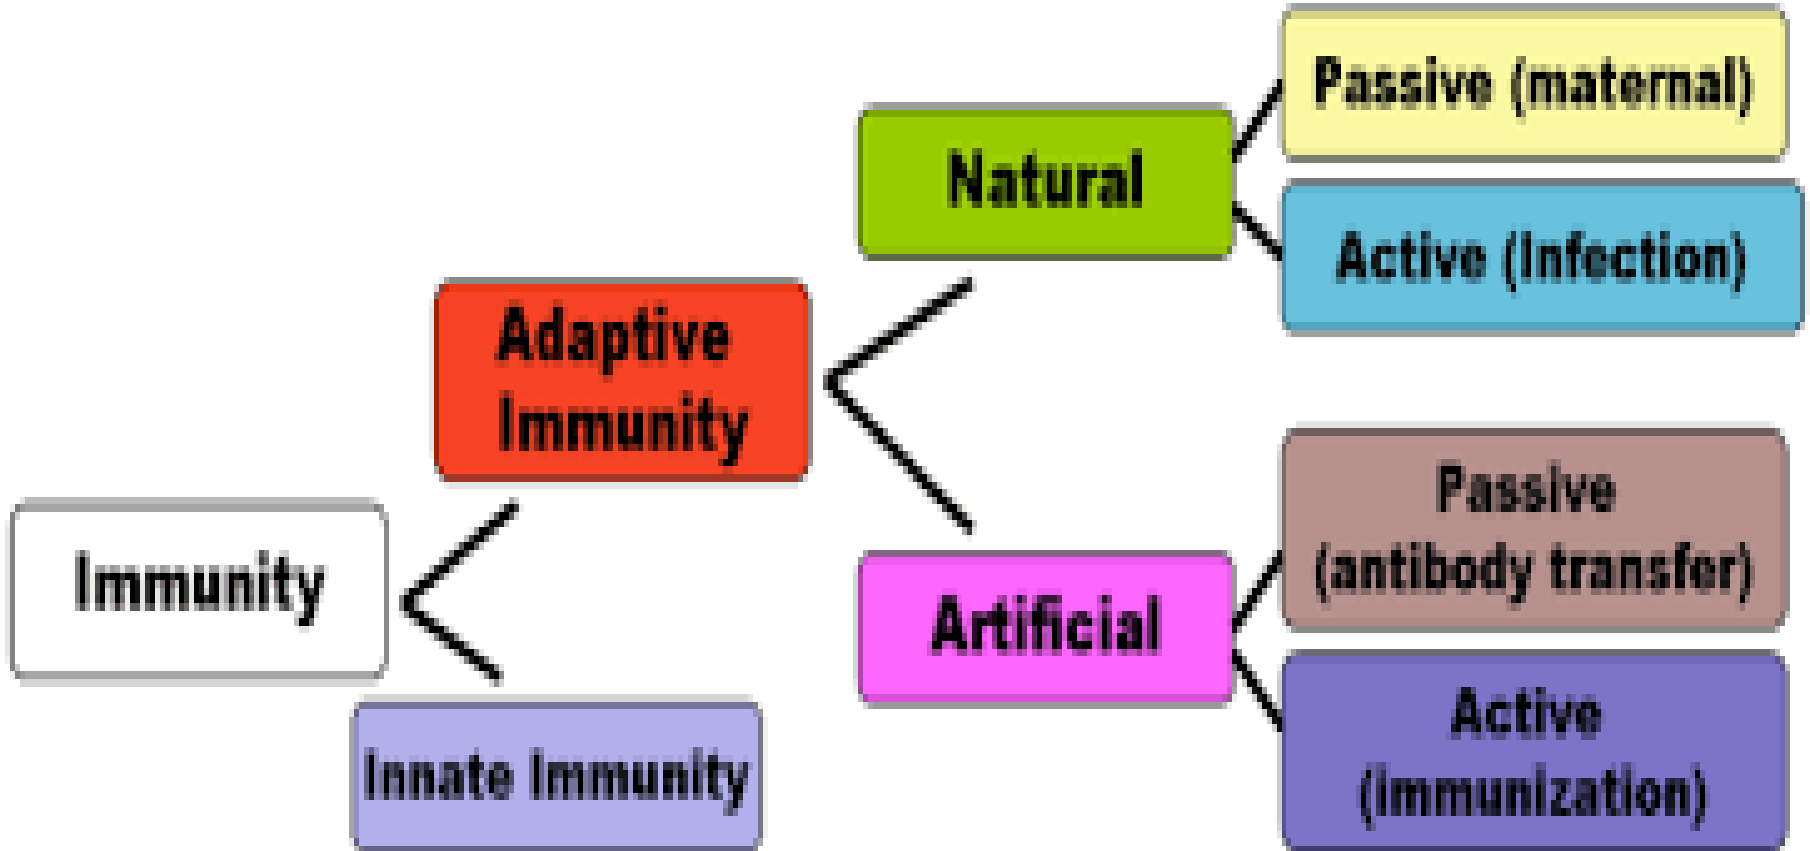 Passive (maternal)
Natural
Active (Infection)
Adaptive
Immunity
Passive
(antibody transfer)
Immunity
Artificial
Active
(immunization)
Innate Immunity